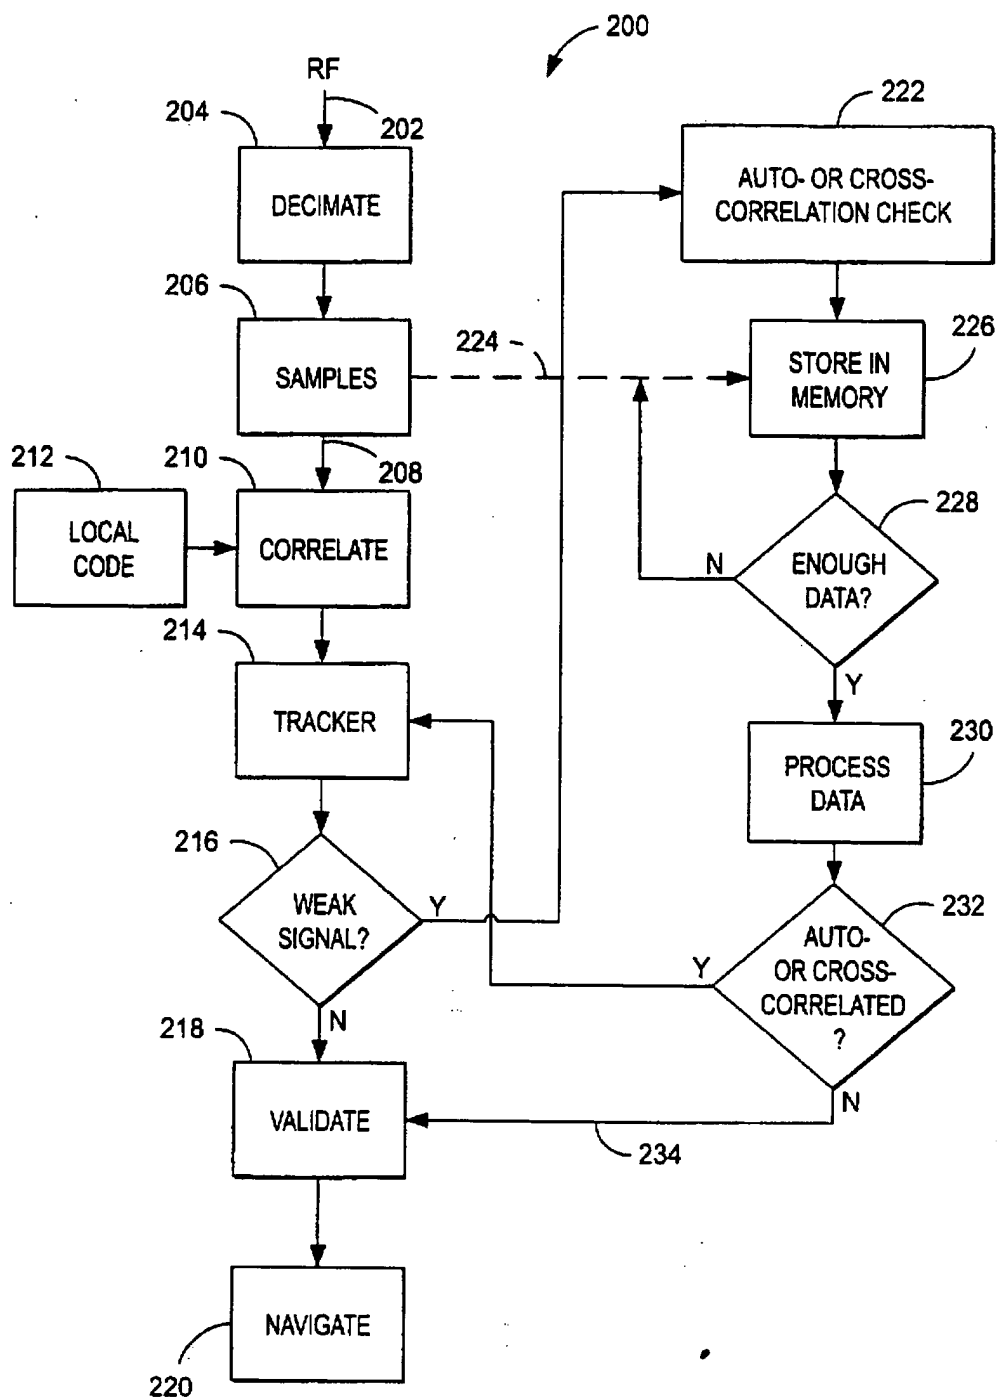 200
RF
202
204
DECIMATE
222
AUTO- OR CROSS-
CORRELATION CHECK
206
SAMPLES
224
226
STORE IN
MEMORY
208
212
LOCAL
CODE
210
CORRELATE
228
ENOUGH
DATA?
N
Y
214
TRACKER
230
PROCESS
DATA
216
WEAK
SIGNAL?
Y
N
232
AUTO-
OR CROSS-
CORRELATED
?
Y
N
218
VALIDATE
234
NAVIGATE
220